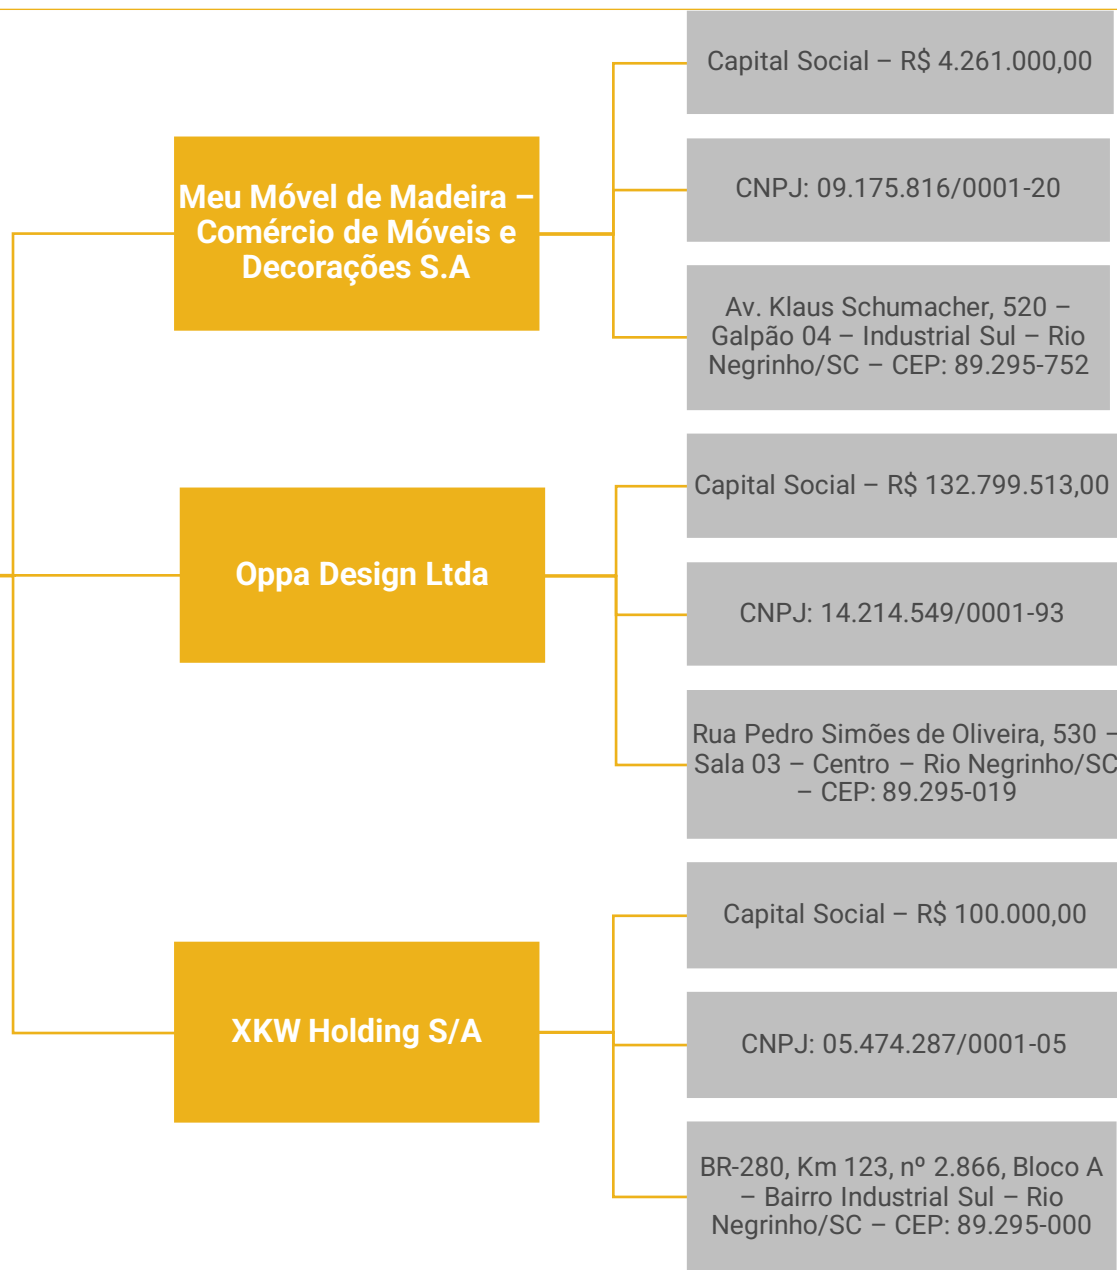 Meu Móvel de Madeira –
Comércio de Móveis e
Decorações S.A
Capital Social – R$ 4.261.000,00
CNPJ: 09.175.816/0001-20
Av. Klaus Schumacher, 520 –
Galpão 04 – Industrial Sul – Rio
Negrinho/SC – CEP: 89.295-752
Oppa Design Ltda
Capital Social – R$ 132.799.513,00
CNPJ: 14.214.549/0001-93
Rua Pedro Simões de Oliveira, 530 –
Sala 03 – Centro – Rio Negrinho/SC
– CEP: 89.295-019
XKW Holding S/A
Capital Social – R$ 100.000,00
CNPJ: 05.474.287/0001-05
BR-280, Km 123, nº 2.866, Bloco A
– Bairro Industrial Sul – Rio
Negrinho/SC – CEP: 89.295-000